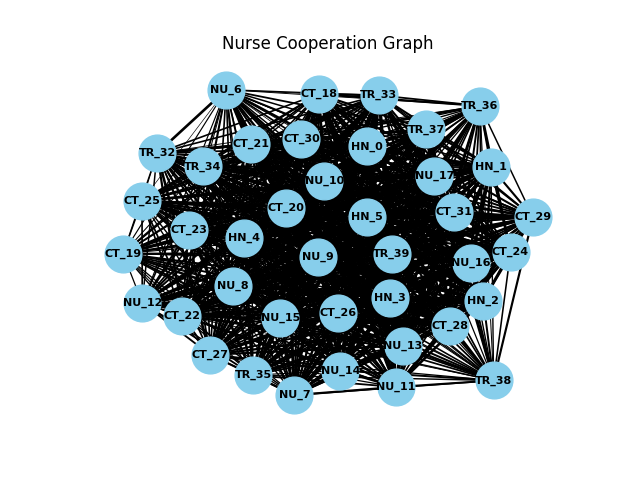 Nurse Cooperation Graph
NU_6
CT_18
TR_33
TR_36
TR_37
CT_30
CT_21
HN_0
TR_32
TR_34
HN_1
NU_17
NU_10
CT_25
CT_20
CT_31
HN_5
CT_29
CT_23
HN_4
CT_24
CT_19
TR_39
NU_9
NU_16
NU_8
HN_3
HN_2
NU_12
CT_26
CT_22
NU_15
CT_28
NU_13
CT_27
NU_14
TR_35
TR_38
NU_11
NU_7